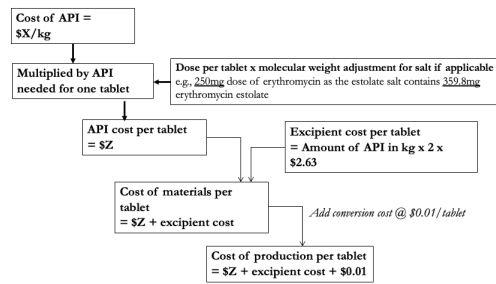 Cost of API =
$X/kg
Multiplied by API
needed for one tablet
Dose per tablet x molecular weight adjustment for salt if applicable
e.g., 250mg dose of erythromycin as the estolate salt contains 359.8mg
erythromycin estolate
API cost per tablet
= $Z
Excipient cost per tablet
= Amount of API in kg x 2 x
$2.63
Cost of materials per
tablet
= $Z + excipient cost
Add conversion cost @ $0.01/tablet
Cost of production per tablet
= $Z + excipient cost + $0.01